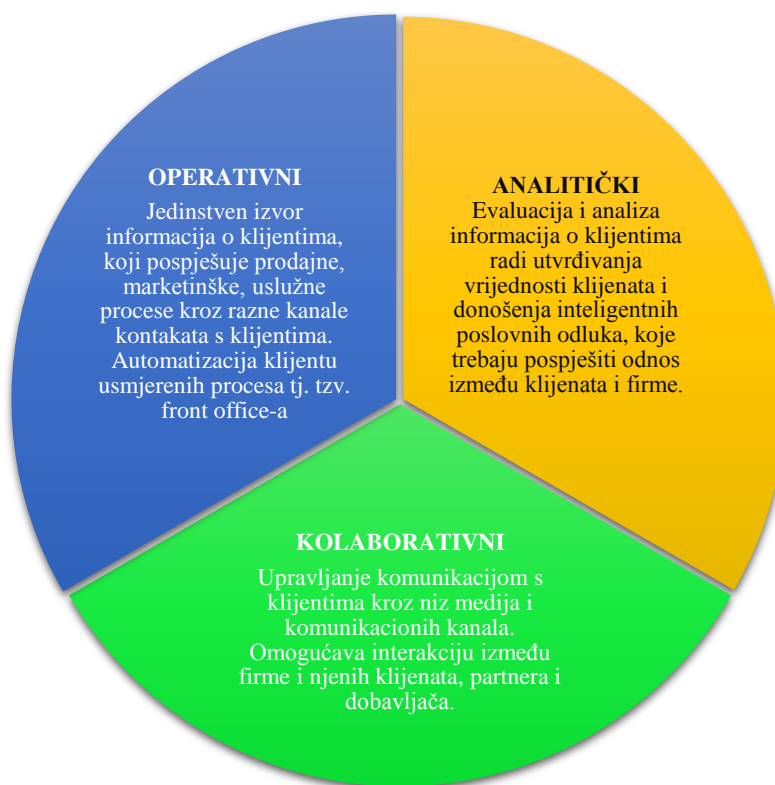 OPERATIVNI
Jedinstven izvor
informacija o klijentima,
koji pospješuje prodajne,
marketinške, uslužne
procese kroz razne kanale
kontakata s klijentima.
Automatizacija klijentu
usmjerenih procesa tj. tzv.
front office-a
ANALITIČKI
Evaluacija i analiza
informacija o klijentima
radi utvrđivanja
vrijednosti klijenata i
donošenja inteligentnih
poslovnih odluka, koje
trebaju pospješiti odnos
između klijenata i firme.
KOLABORATIVNI
Upravljanje komunikacijom s
klijentima kroz niz medija i
komunikacionih kanala.
Omogućava interakciju između
firme i njenih klijenata, partnera i
dobavljača.